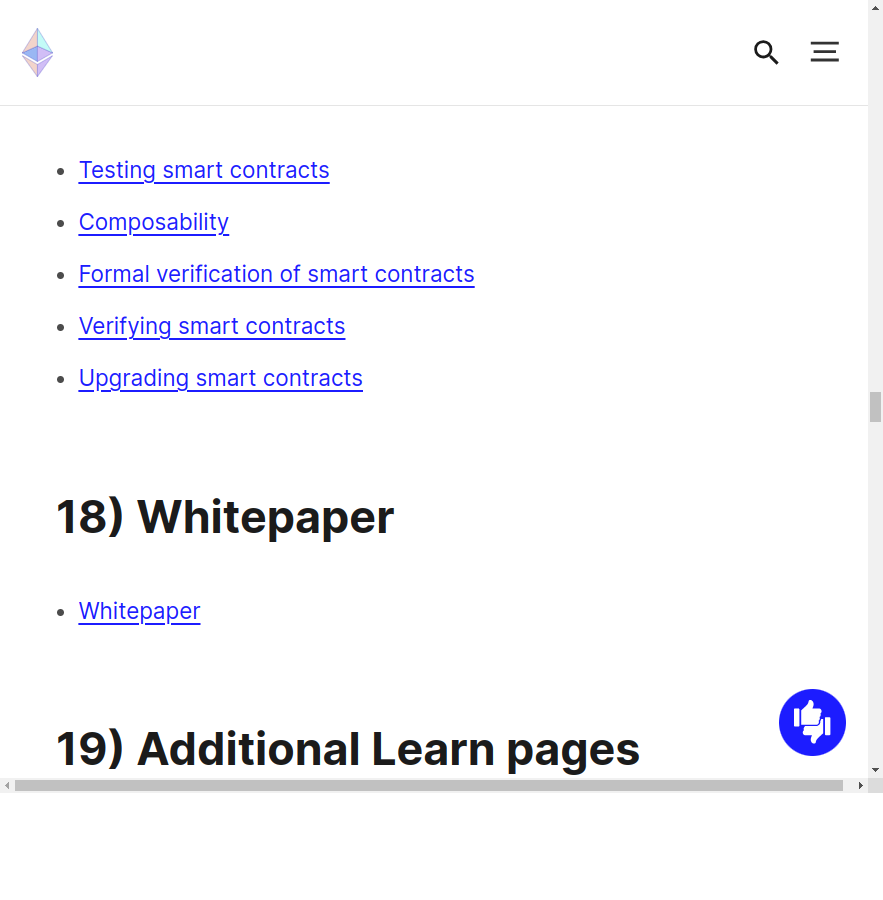 Testing smart contracts
Composability
Formal verification of smart contracts
Verifying smart contracts
Upgrading smart contracts
18) Whitepaper
Whitepaper
19) Additional Learn pages